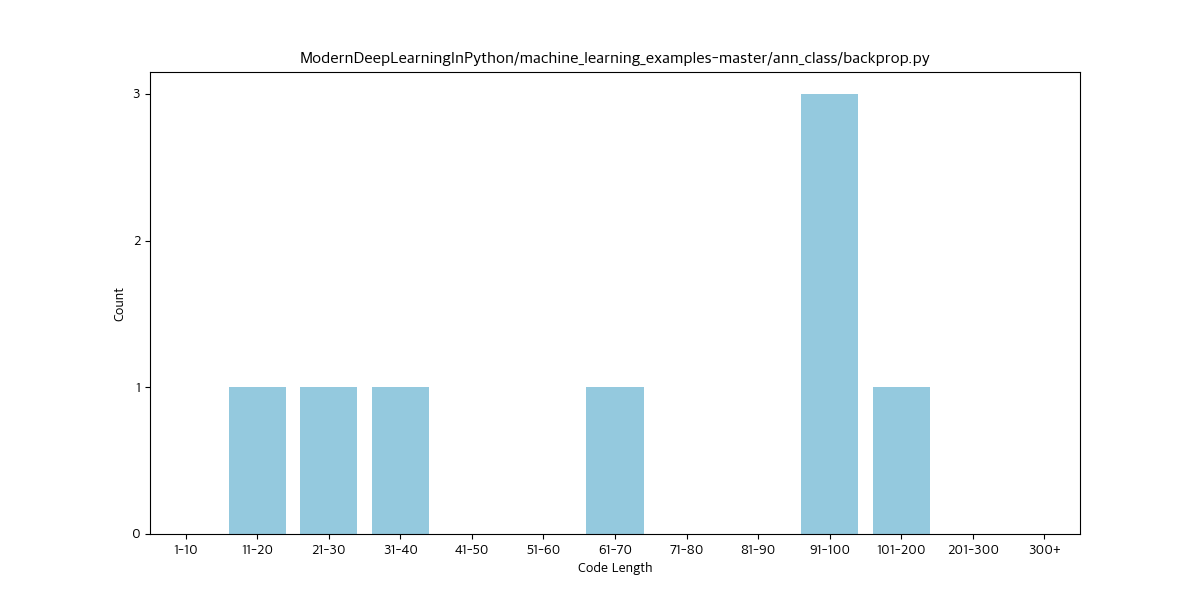 ModernDeepLearningInPython/machine_learning_examples-master/ann_class/backprop.py
Count
3
2
1
0
1-10 11-20 21-30 31-40 41-50 51-60 61-70 71-80 81-90 91-100 101-200 201-300 300+
Code Length